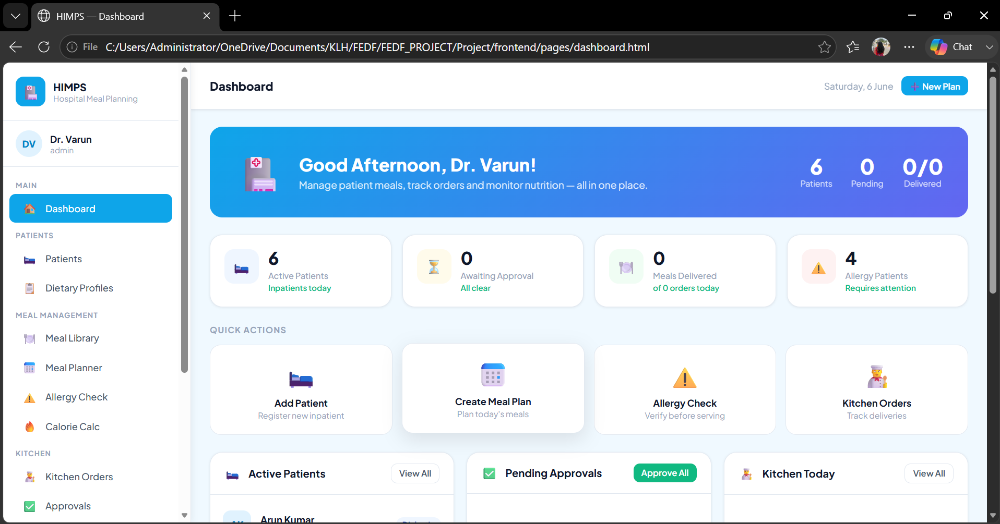 HIMPS — Dashboard
File C:/Users/Administrator/OneDrive/Documents/KLH/FEDF/FEDF_PROJECT/Project/frontend/pages/dashboard.html
Chat
HIMPS
Hospital Meal Planning
DV
Dr. Varun
admin
MAIN
Dashboard
PATIENTS
Patients
Dietary Profiles
MEAL MANAGEMENT
Meal Library
Meal Planner
Allergy Check
Calorie Calc
KITCHEN
Kitchen Orders
Approvals
Dashboard
Saturday, 6 June
New Plan
Good Afternoon, Dr. Varun!
Manage patient meals, track orders and monitor nutrition — all in one place.
6
Patients
0
Pending
0/0
Delivered
6
Active Patients
Inpatients today
0
Awaiting Approval
All clear
0
Meals Delivered
of 0 orders today
4
Allergy Patients
Requires attention
QUICK ACTIONS
Add Patient
Register new inpatient
Create Meal Plan
Plan today's meals
Allergy Check
Verify before serving
Kitchen Orders
Track deliveries
Active Patients
View All
Arun Kumar
Pending Approvals
Approve All
Kitchen Today
View All